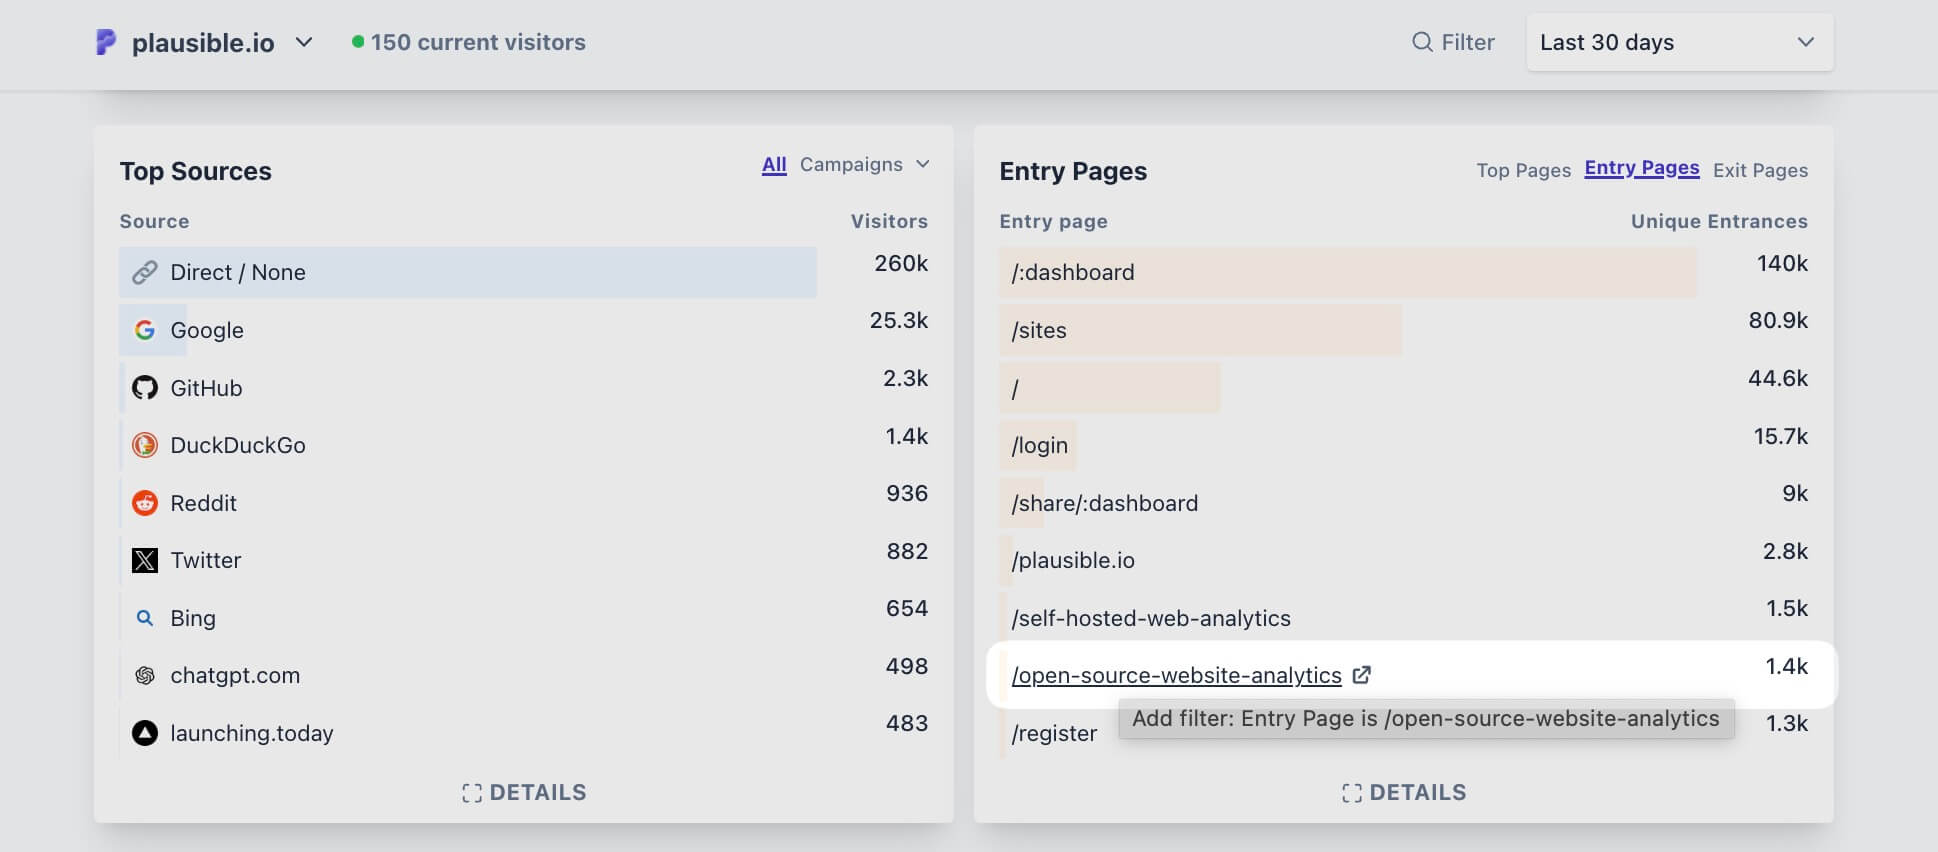 plausible.io
150 current visitors
Filter
Last 30 days
Top Sources
All Campaigns
Source Visitors
Direct / None 260k
Google 25.3k
GitHub 2.3k
DuckDuckGo 1.4k
Reddit 936
Twitter 882
Bing 654
chatgpt.com 498
launching.today 483
DETAILS
Entry Pages
Top Pages Entry Pages Exit Pages
Entry page Unique Entrances
/:dashboard 140k
/sites 80.9k
/ 44.6k
/login 15.7k
/share/:dashboard 9k
/plausible.io 2.8k
/self-hosted-web-analytics 1.5k
/open-source-website-analytics 1.4k
Add filter: Entry Page is /open-source-website-analytics
/register 1.3k
DETAILS